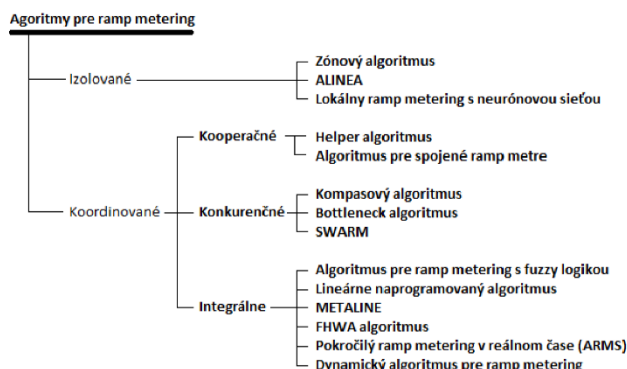 Agoritmy pre ramp metering
Izolované
Zónový algoritmus
ALINEA
Lokálny ramp metering s neurónovou sieťou
Koordinované
Kooperačné
Helper algoritmus
Algoritmus pre spojené ramp metre
Konkurenčné
Kompasový algoritmus
Bottleneck algoritmus
SWARM
Integrálne
Algoritmus pre ramp metering s fuzzy logikou
Lineárne naprogramovaný algoritmus
METALINE
FHWA algoritmus
Pokročilý ramp metering v reálnom čase (ARMS)
Dynamický algoritmus pre ramp metering